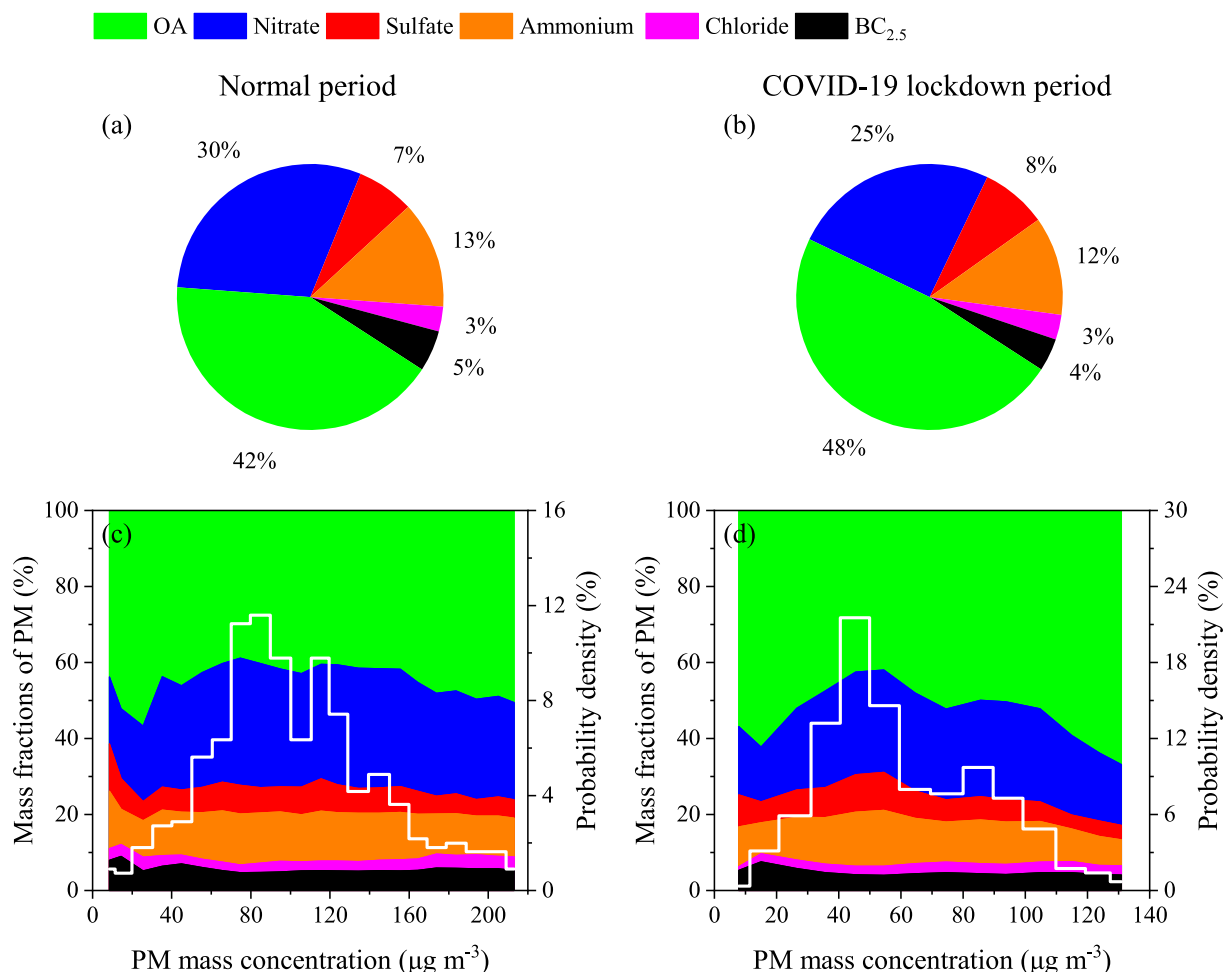 OA Nitrate Sulfate Ammonium Chloride BC2.5
Normal period COVID-19 lockdown period
(a) (b)
30% 7% 13% 3% 5% 42%
25% 8% 12% 3% 4% 48%
(c)
Mass fractions of PM (%)
100
80
60
40
20
0
16
12
8
4
0
Probability density (%)
0 40 80 120 160 200
PM mass concentration (μg m-3)
(d)
Mass fractions of PM (%)
100
80
60
40
20
0
30
24
18
12
6
0
Probability density (%)
0 20 40 60 80 100 120 140
PM mass concentration (μg m-3)